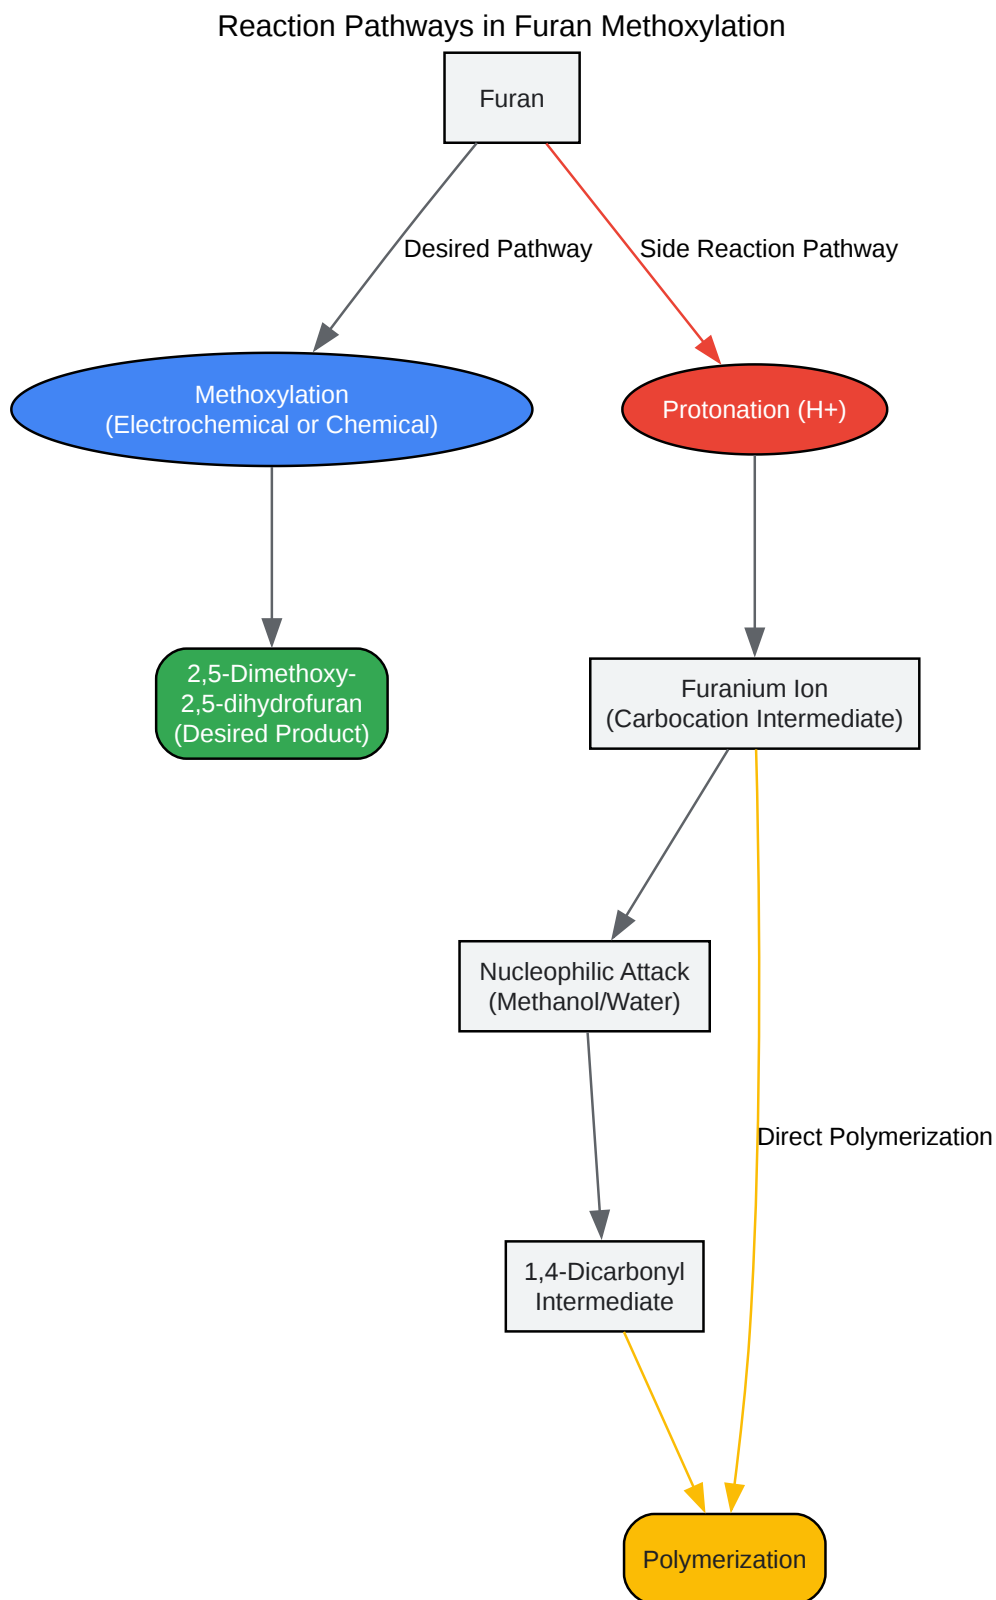 Reaction Pathways in Furan Methoxylation
Furan
Desired Pathway
Side Reaction Pathway
Methoxylation
(Electrochemical or Chemical)
Protonation (H+)
2,5-Dimethoxy-
2,5-dihydrofuran
(Desired Product)
Furanium Ion
(Carbocation Intermediate)
Nucleophilic Attack
(Methanol/Water)
Direct Polymerization
1,4-Dicarbonyl
Intermediate
Polymerization